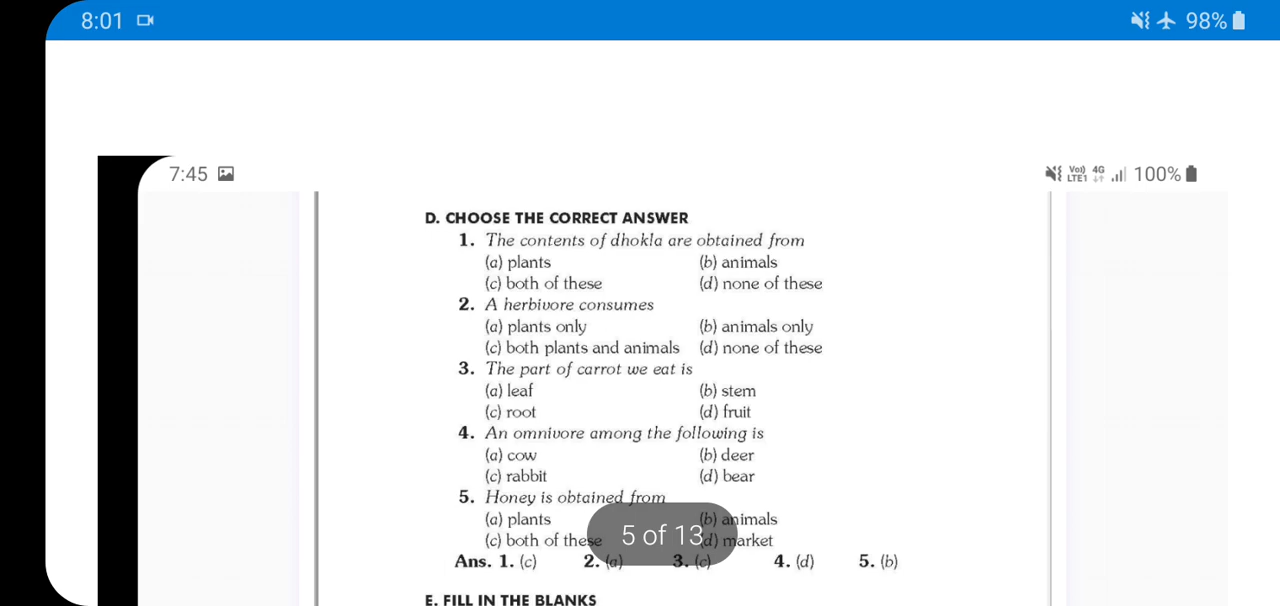 8:01 98%
7:45 Vo)) 4G LTE1 100%
D. CHOOSE THE CORRECT ANSWER
1. The contents of dhokla are obtained from
(a) plants (b) animals
(c) both of these (d) none of these
2. A herbivore consumes
(a) plants only (b) animals only
(c) both plants and animals (d) none of these
3. The part of carrot we eat is
(a) leaf (b) stem
(c) root (d) fruit
4. An omnivore among the following is
(a) cow (b) deer
(c) rabbit (d) bear
5. Honey is obtained from
(a) plants (b) animals
5 of 13
(c) both of these (d) market
Ans. 1. (c) 2. (a) 3. (c) 4. (d) 5. (b)
E. FILL IN THE BLANKS